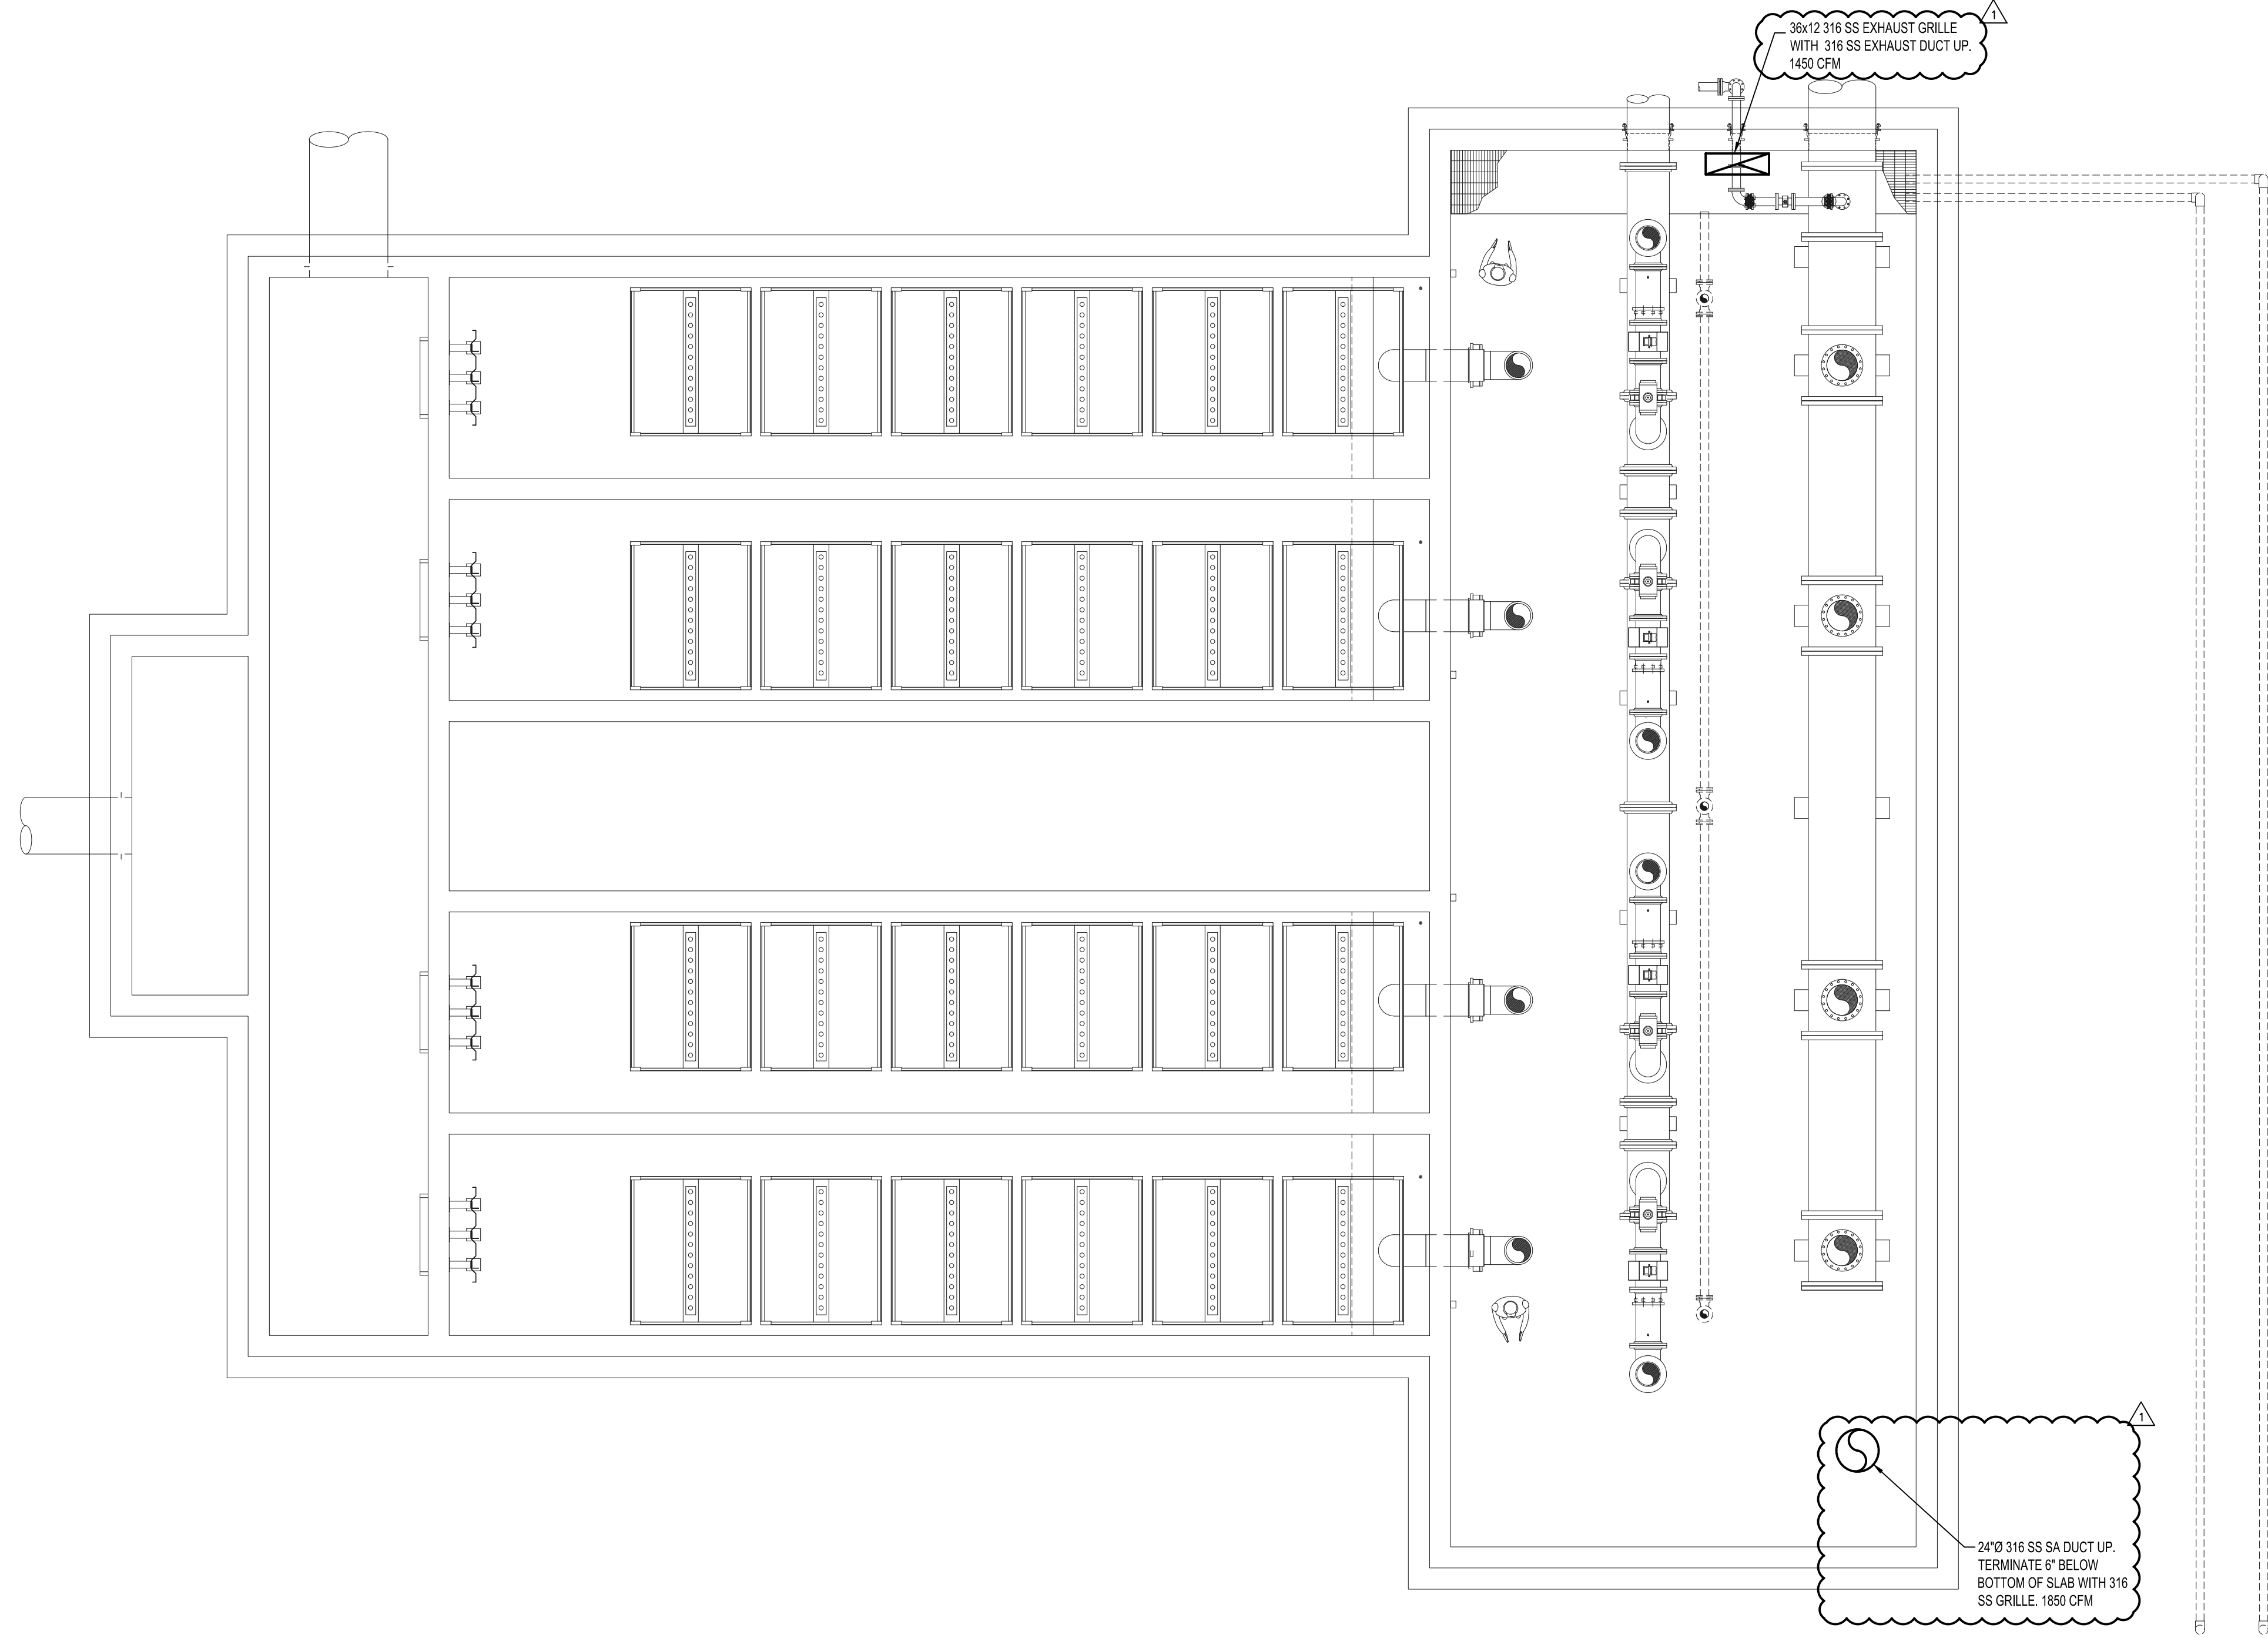 1
36x12 316 SS EXHAUST GRILLE
WITH 316 SS EXHAUST DUCT UP.
1450 CFM
1
24"Ø 316 SS SA DUCT UP.
TERMINATE 6" BELOW
BOTTOM OF SLAB WITH 316
SS GRILLE. 1850 CFM